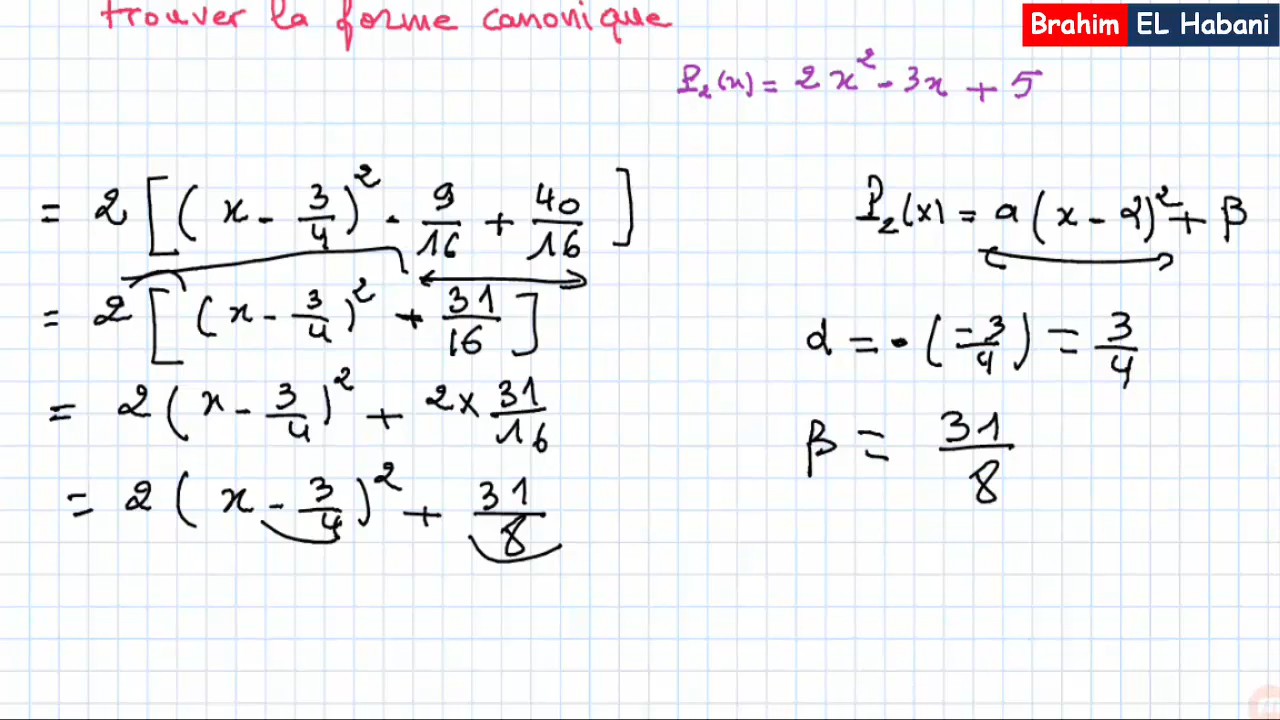 trouver la forme canonique
Brahim EL Habani
P₂(x) = 2x² - 3x + 5
= 2 [ ( x - 3/4 )² - 9/16 + 40/16 ]
= 2 [ ( x - 3/4 )² + 31/16 ]
= 2 ( x - 3/4 )² + 2 × 31/16
= 2 ( x - 3/4 )² + 31/8
P₂(x) = a ( x - α )² + β
α = - ( -3/4 ) = 3/4
β = 31/8